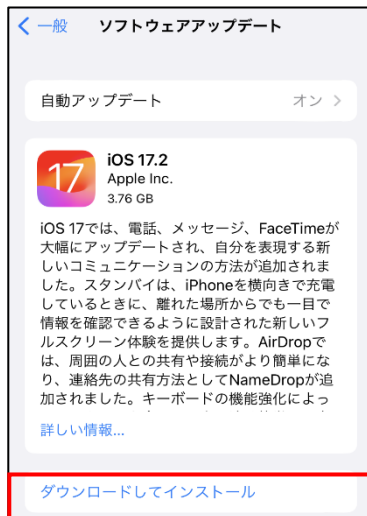 一般 ソフトウェアアップデート
自動アップデート オン
17
iOS 17.2
Apple Inc.
3.76 GB
iOS 17では、電話、メッセージ、FaceTimeが
大幅にアップデートされ、自分を表現する新
しいコミュニケーションの方法が追加されま
した。スタンバイは、iPhoneを横向きで充電
しているときに、離れた場所からでも一目で
情報を確認できるように設計された新しいフ
ルスクリーン体験を提供します。AirDropで
は、周囲の人との共有や接続がより簡単にな
り、連絡先の共有方法としてNameDropが追
加されました。キーボードの機能強化によっ
詳しい情報...
ダウンロードしてインストール